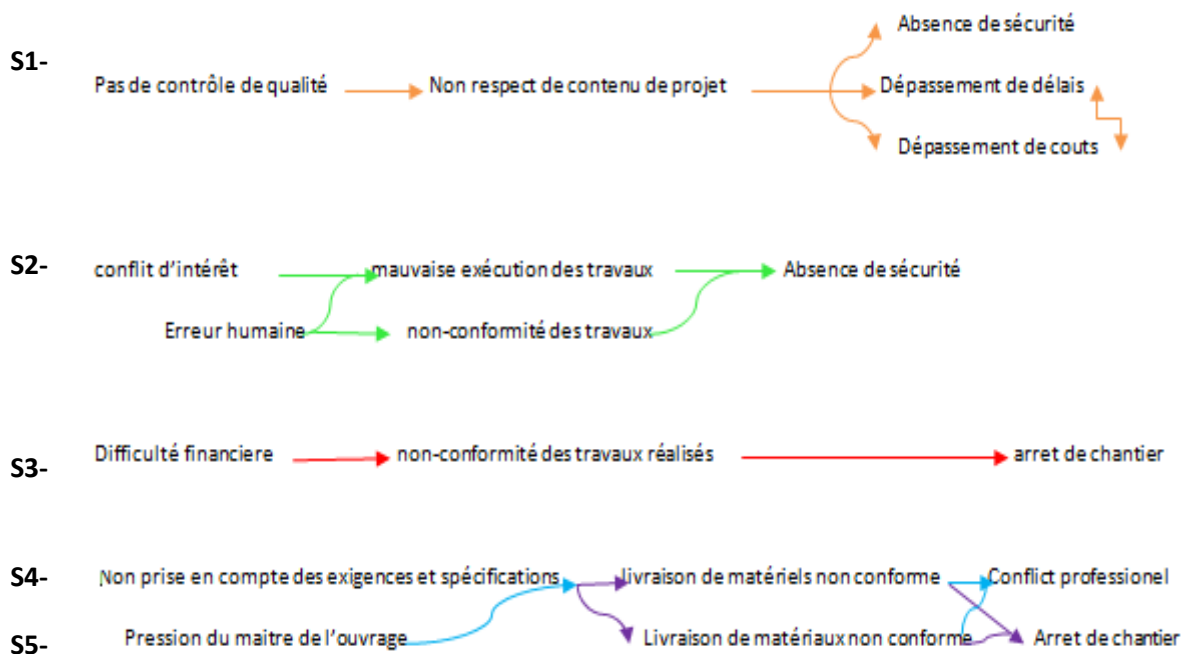 Absence de sécurité
S1-
Pas de contrôle de qualité Non respect de contenu de projet Dépassement de délais
Dépassement de couts
S2- conflit d'intérêt mauvaise exécution des travaux Absence de sécurité
Erreur humaine non-conformité des travaux
Difficulté financiere non-conformité des travaux réalisés arret de chantier
S3-
S4- Non prise en compte des exigences et spécifications livraison de matériels non conforme Conflict professionel
S5- Pression du maitre de l'ouvrage Livraison de matériaux non conforme Arret de chantier